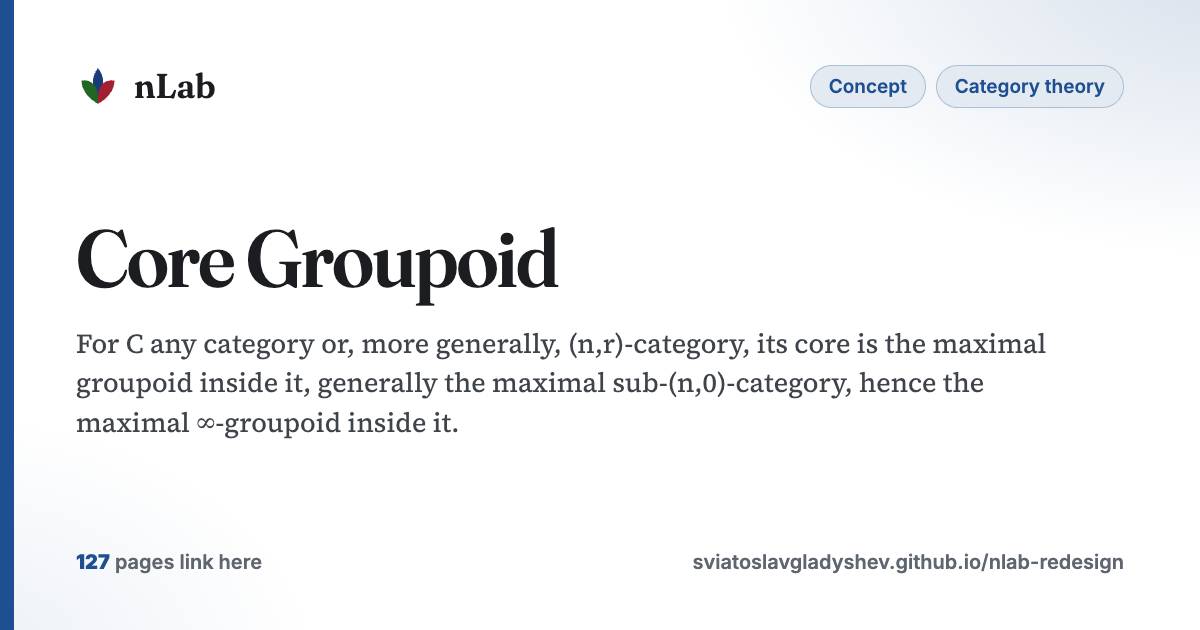 nLab
Concept
Category theory
Core Groupoid
For C any category or, more generally, (n,r)-category, its core is the maximal
groupoid inside it, generally the maximal sub-(n,0)-category, hence the
maximal ∞-groupoid inside it.
127 pages link here
sviatoslavgladyshev.github.io/nlab-redesign